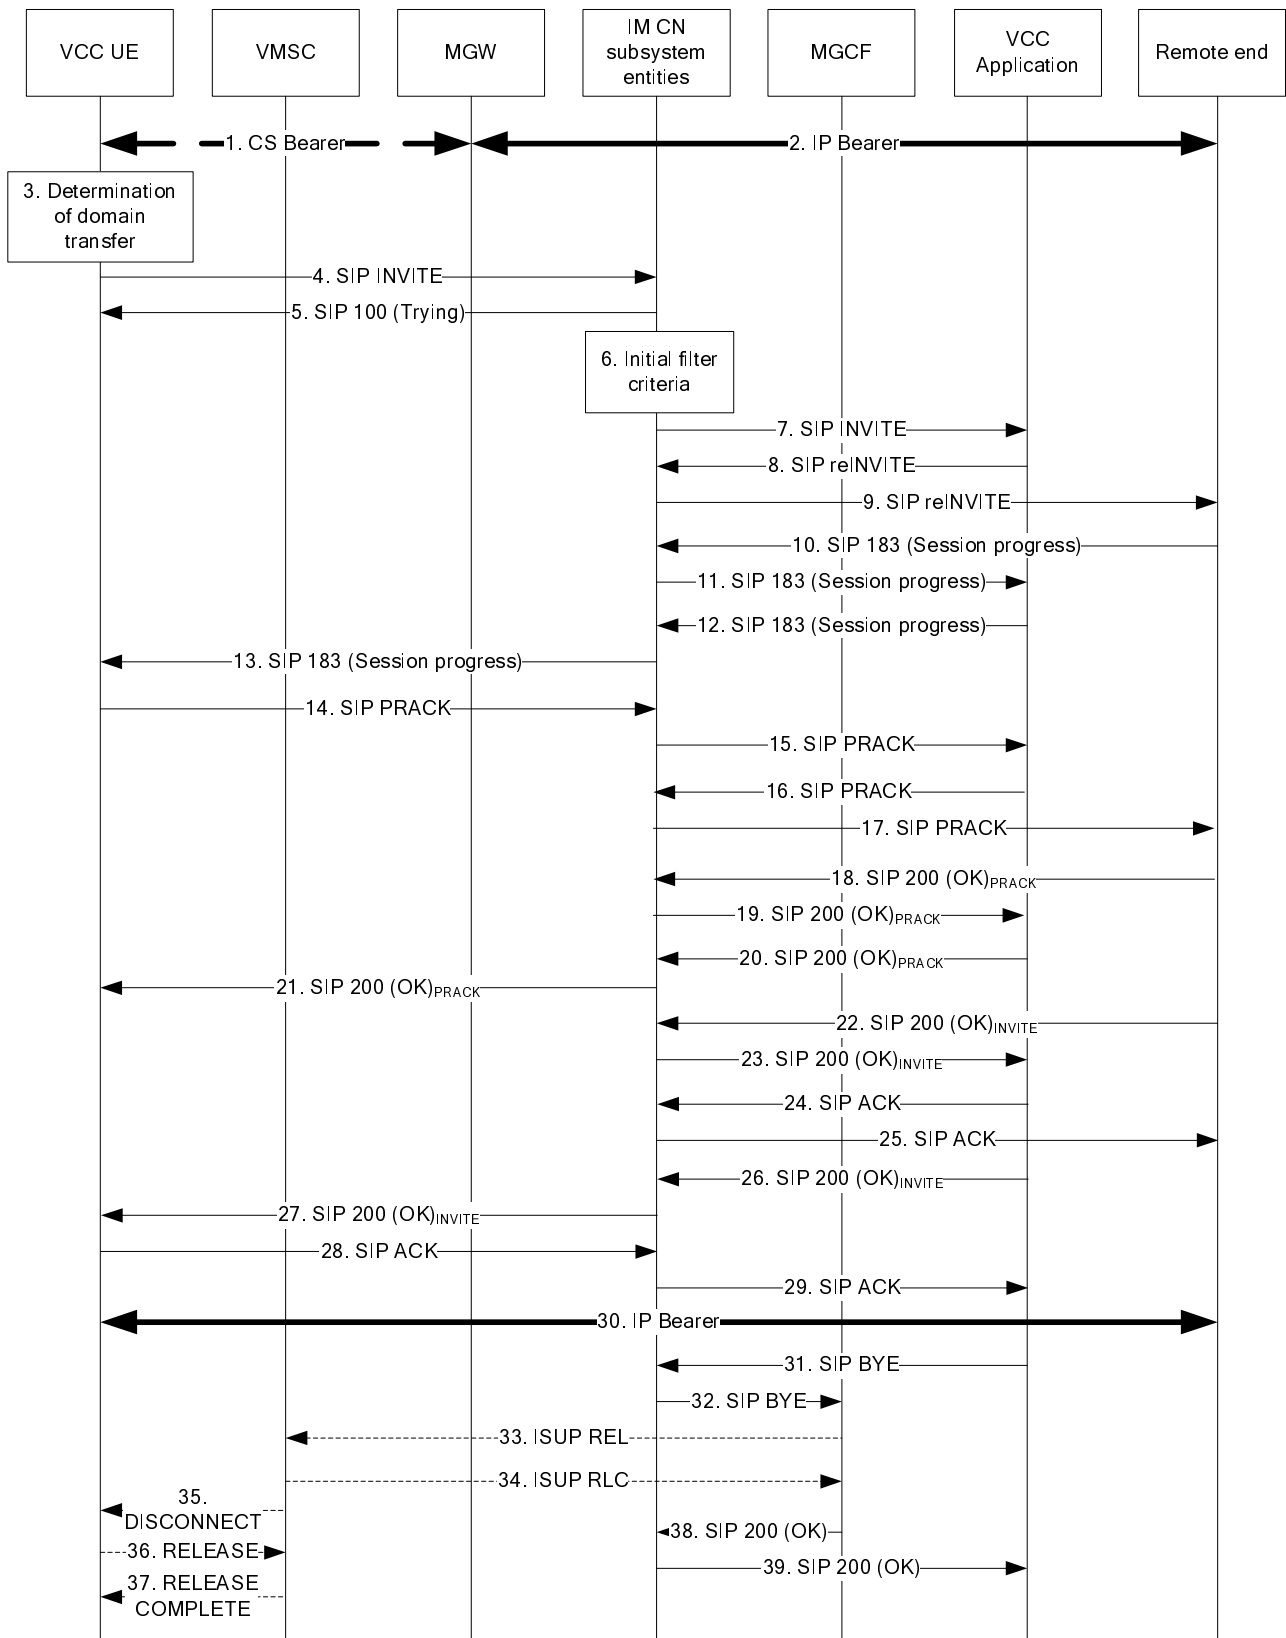 VCC UE
VMSC
MGW
IM CN
subsystem
entities
MGCF
VCC
Application
Remote end
1. CS Bearer
2. IP Bearer
3. Determination
of domain
transfer
4. SIP INVITE
5. SIP 100 (Trying)
6. Initial filter
criteria
7. SIP INVITE
8. SIP reINVITE
9. SIP reINVITE
10. SIP 183 (Session progress)
11. SIP 183 (Session progress)
12. SIP 183 (Session progress)
13. SIP 183 (Session progress)
14. SIP PRACK
15. SIP PRACK
16. SIP PRACK
17. SIP PRACK
18. SIP 200 (OK)PRACK
19. SIP 200 (OK)PRACK
20. SIP 200 (OK)PRACK
21. SIP 200 (OK)PRACK
22. SIP 200 (OK)INVITE
23. SIP 200 (OK)INVITE
24. SIP ACK
25. SIP ACK
26. SIP 200 (OK)INVITE
27. SIP 200 (OK)INVITE
28. SIP ACK
29. SIP ACK
30. IP Bearer
31. SIP BYE
32. SIP BYE
33. ISUP REL
34. ISUP RLC
35.
DISCONNECT
36. RELEASE
37. RELEASE
COMPLETE
38. SIP 200 (OK)
39. SIP 200 (OK)